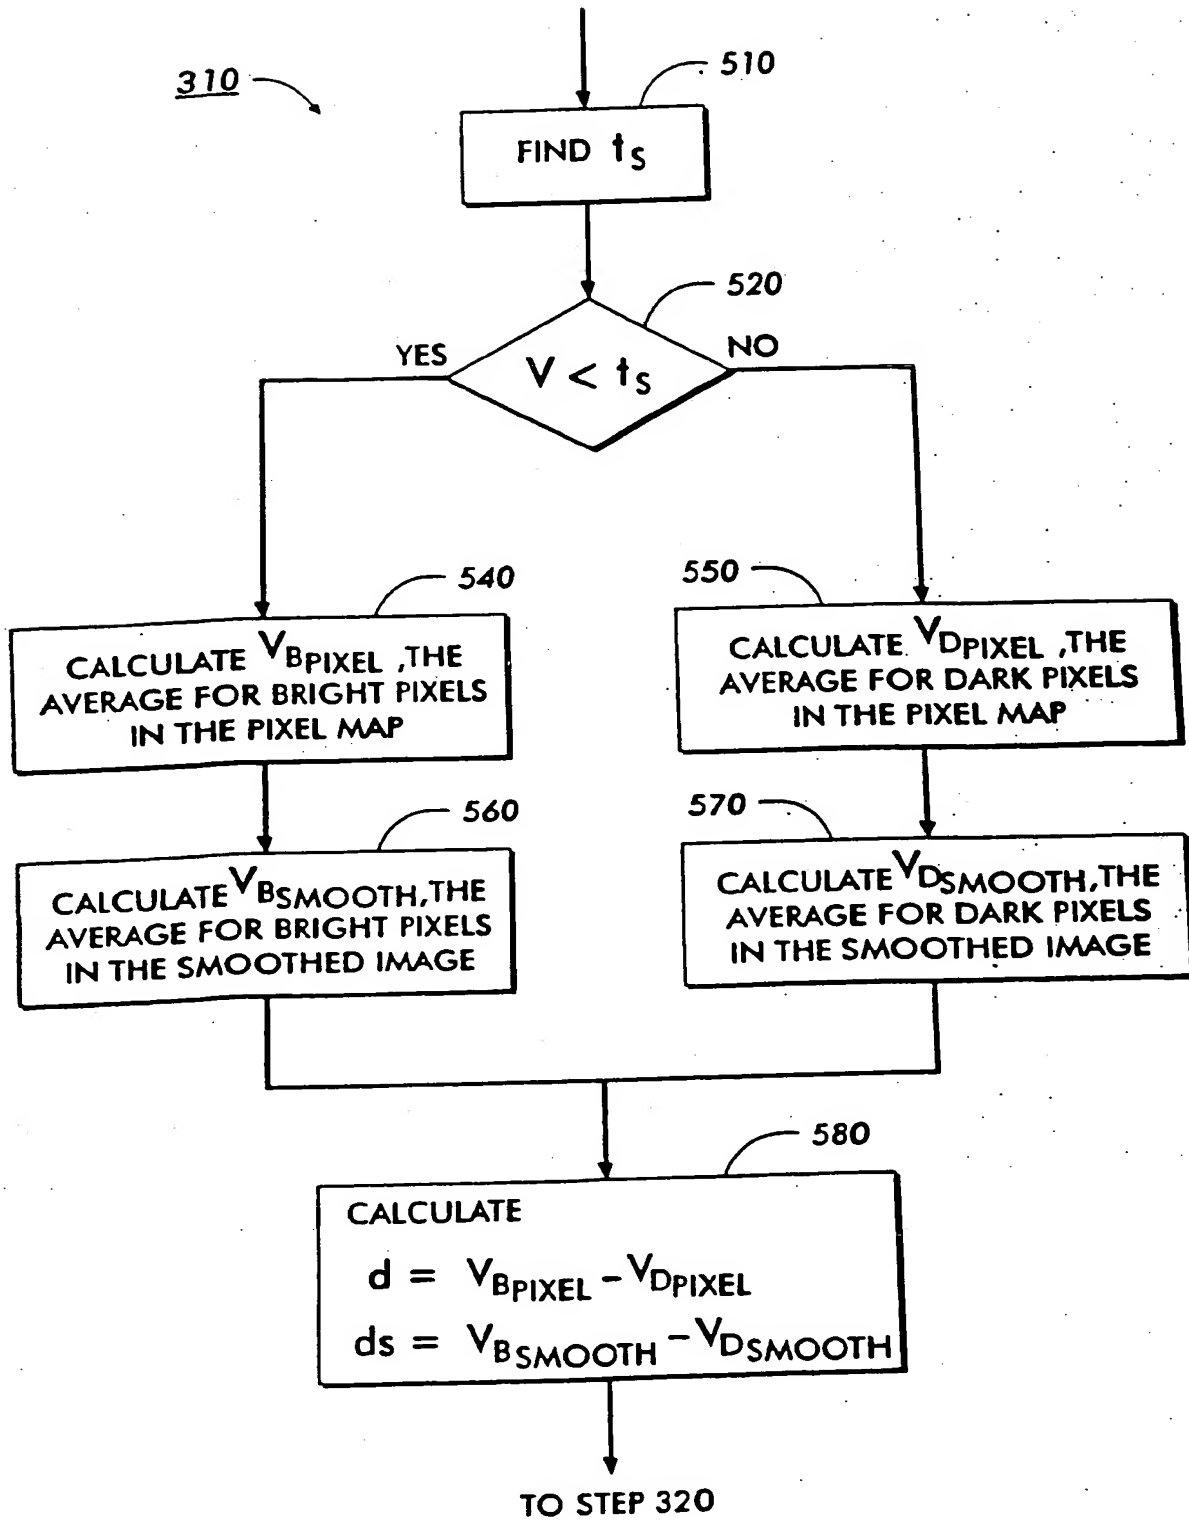 310
510
FIND tS
520
YES
V < tS
NO
540
CALCULATE VBPIXEL ,THE
AVERAGE FOR BRIGHT PIXELS
IN THE PIXEL MAP
550
CALCULATE. VDPIXEL ,THE
AVERAGE FOR DARK PIXELS
IN THE PIXEL MAP
560
CALCULATE VBSMOOTH, THE
AVERAGE FOR BRIGHT PIXELS
IN THE SMOOTHED IMAGE
570
CALCULATE VDSMOOTH, THE
AVERAGE FOR DARK PIXELS
IN THE SMOOTHED IMAGE
580
CALCULATE
d = VBPIXEL - VDPIXEL
ds = VBSMOOTH - VDSMOOTH
TO STEP 320